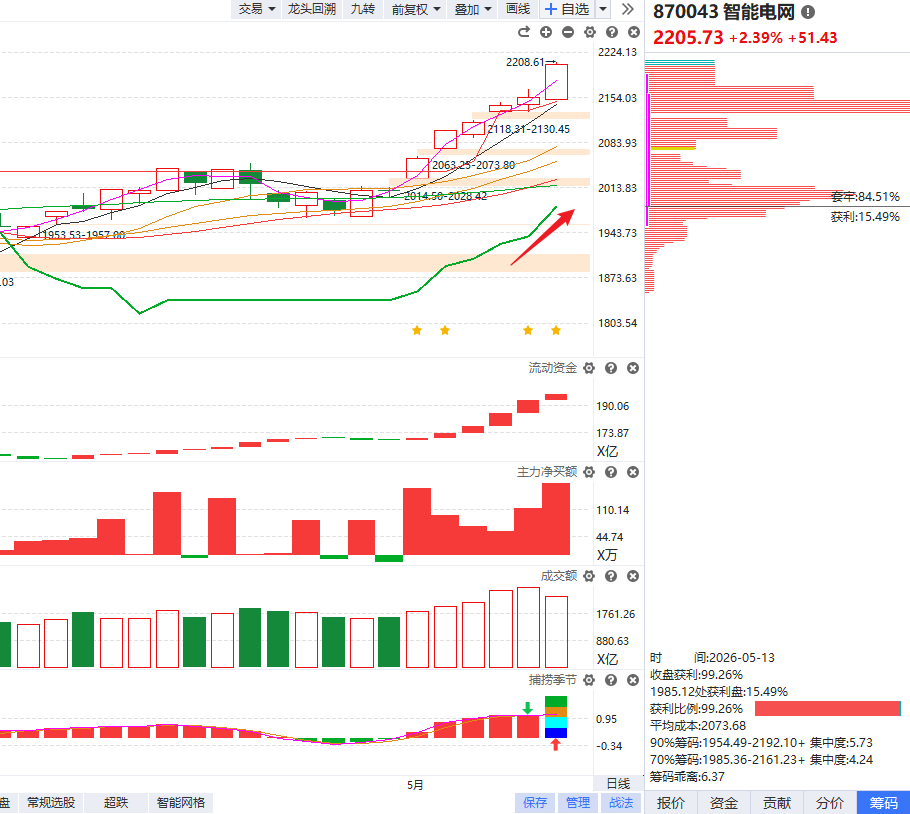 交易 龙头回溯 九转 前复权 叠加 画线 自选
870043 智能电网
2205.73 +2.39% +51.43
2224.13
2208.61
2154.03
2118.31-2130.45
2083.93
2063.25-2073.80
2014.50-2028.42
2013.83
套牢:84.51%
获利:15.49%
1953.53-1957.00
1943.73
.03
1873.63
1803.54
流动资金
190.06
173.87
X亿
主力净买额
110.14
44.74
X万
成交额
1761.26
880.63
X亿
捕捞季节
0.95
-0.34
时 间:2026-05-13
收盘获利:99.26%
1985.12处获利盘:15.49%
获利比例:99.26%
平均成本:2073.68
90%筹码:1954.49-2192.10+ 集中度:5.73
70%筹码:1985.36-2161.23+ 集中度:4.24
筹码乖离:6.37
5月 日线
盘 常规选股 超跌 智能网格 保存 管理 战法
报价 资金 贡献 分价 筹码